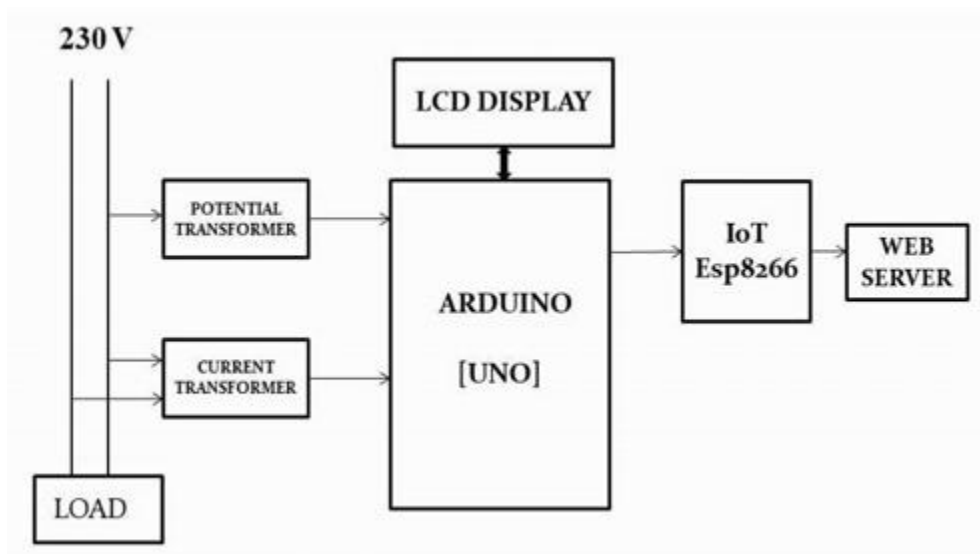 230 V
LCD DISPLAY
POTENTIAL
TRANSFORMER
CURRENT
TRANSFORMER
ARDUINO
[UNO]
IoT
Esp8266
WEB
SERVER
LOAD